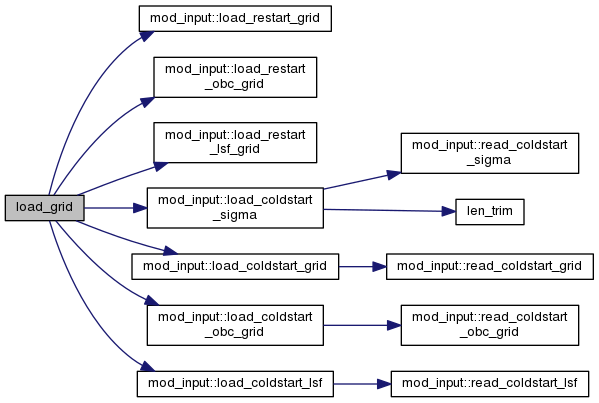 load_grid
mod_input::load_restart_grid
mod_input::load_restart
_obc_grid
mod_input::load_restart
_lsf_grid
mod_input::load_coldstart
_sigma
mod_input::load_coldstart_grid
mod_input::load_coldstart
_obc_grid
mod_input::load_coldstart_lsf
mod_input::read_coldstart
_sigma
len_trim
mod_input::read_coldstart_grid
mod_input::read_coldstart
_obc_grid
mod_input::read_coldstart_lsf